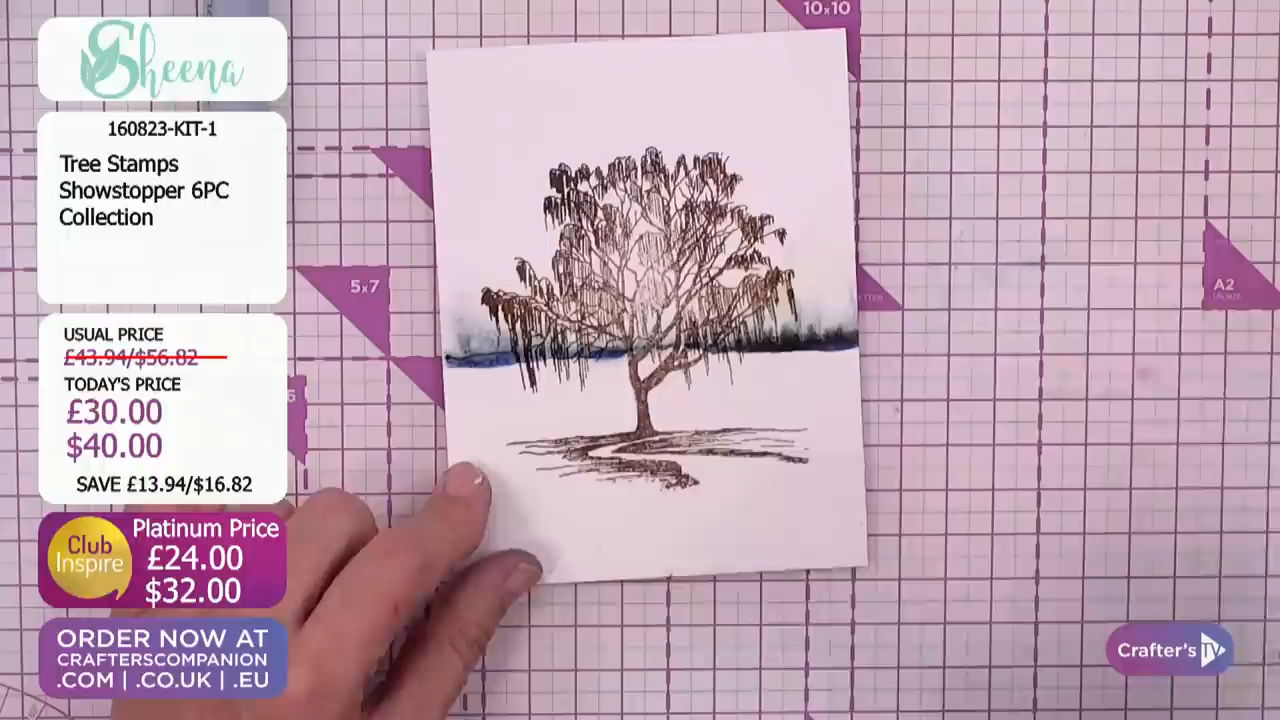 Sheena
160823-KIT-1
Tree Stamps
Showstopper 6PC
Collection
USUAL PRICE
£43.94/$56.82
TODAY'S PRICE
£30.00
$40.00
SAVE £13.94/$16.82
Club
Inspire
Platinum Price
£24.00
$32.00
ORDER NOW AT
CRAFTERSCOMPANION
.COM | .CO.UK | .EU
10x10
5x7
A2
Crafter's TV